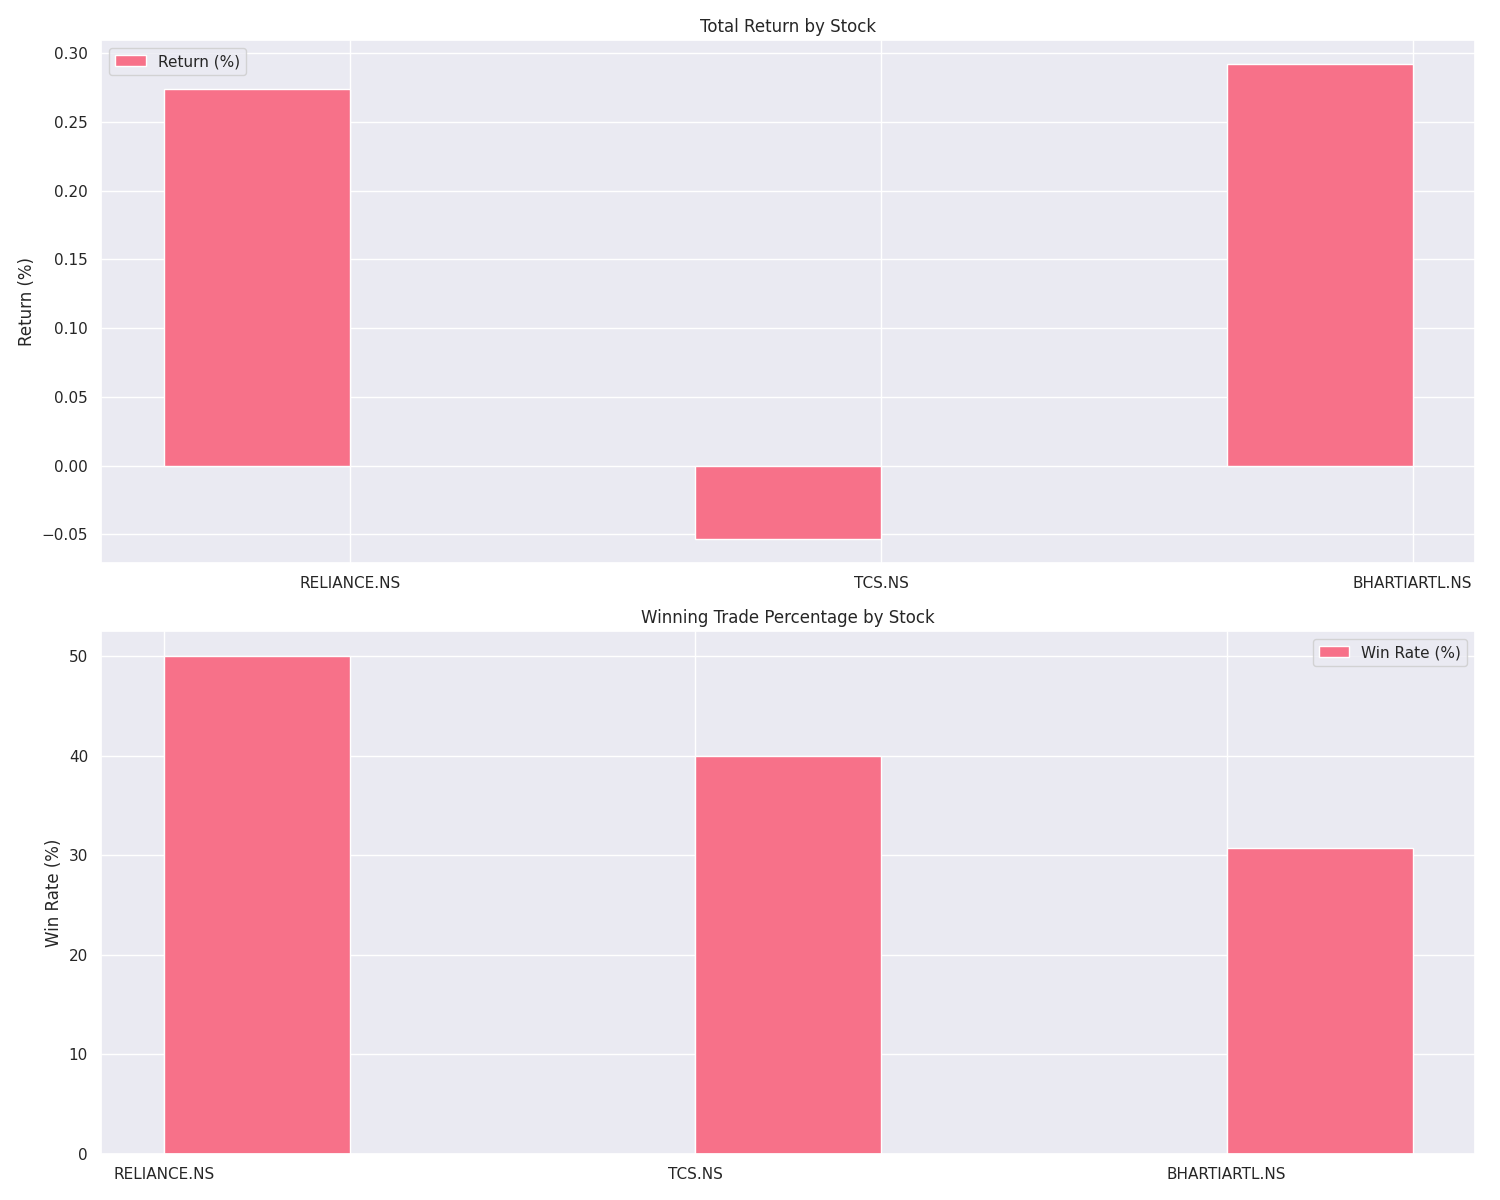 Total Return by Stock
Return (%)
0.30
0.25
0.20
0.15
0.10
0.05
0.00
−0.05
Return (%)
RELIANCE.NS
TCS.NS
BHARTIARTL.NS
Winning Trade Percentage by Stock
Win Rate (%)
50
40
30
20
10
0
Win Rate (%)
RELIANCE.NS
TCS.NS
BHARTIARTL.NS